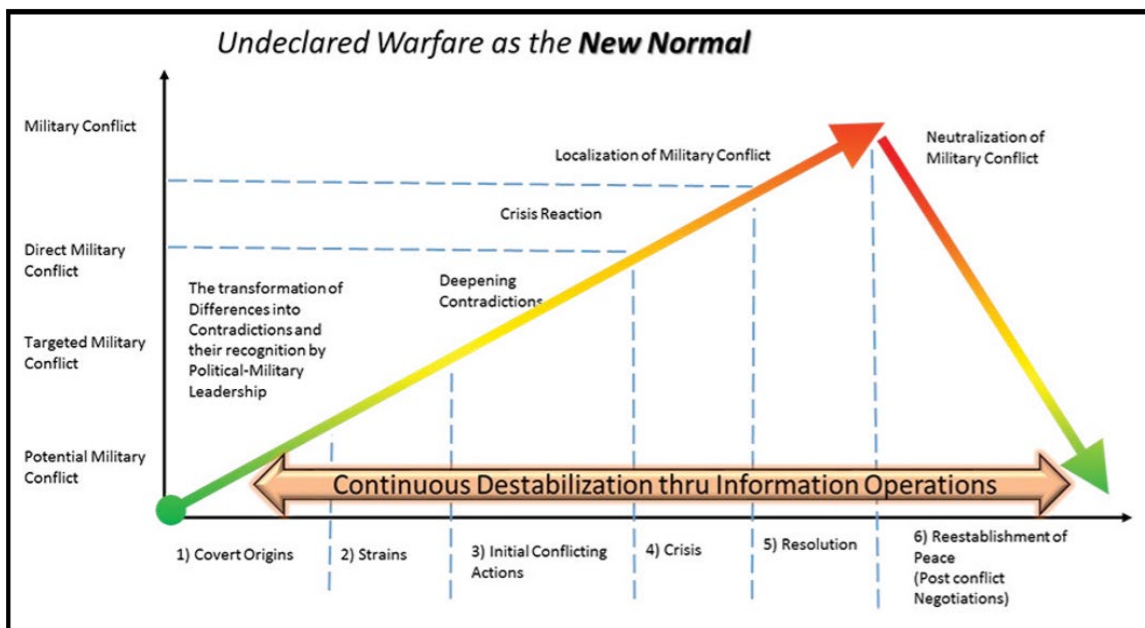 Undeclared Warfare as the New Normal
Military Conflict
Localization of Military Conflict
Neutralization of
Military Conflict
Crisis Reaction
Direct Military
Conflict
The transformation of
Differences into
Contradictions and
their recognition by
Political-Military
Leadership
Deepening
Contradictions
Targeted Military
Conflict
Potential Military
Conflict
Continuous Destabilization thru Information Operations
1) Covert Origins
2) Strains
3) Initial Conflicting
Actions
4) Crisis
5) Resolution
6) Reestablishment of
Peace
(Post conflict
Negotiations)